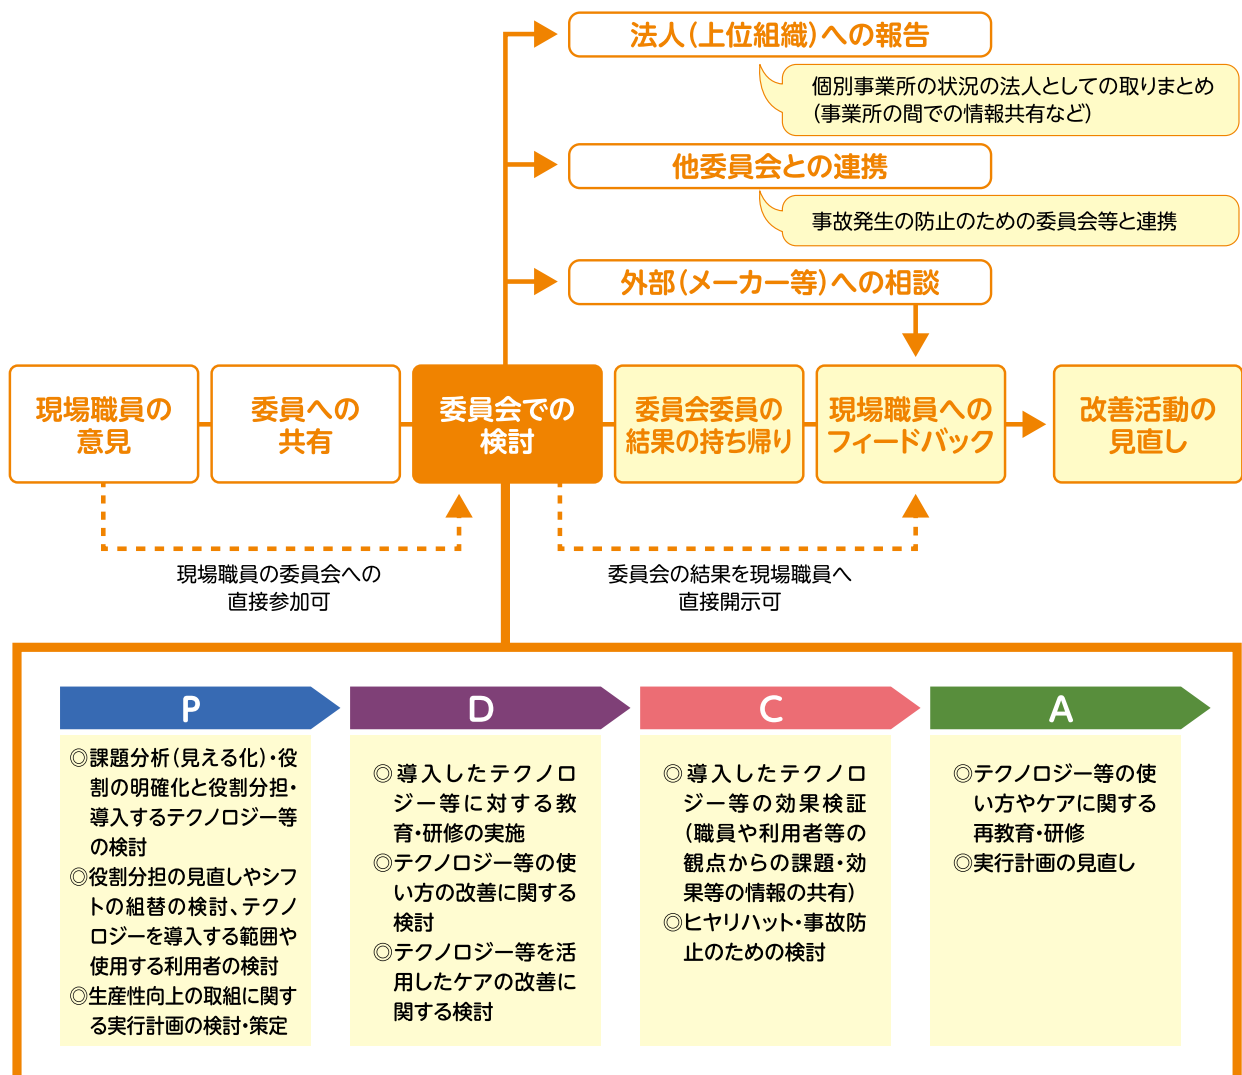 法人(上位組織)への報告
個別事業所の状況の法人としての取りまとめ
(事業所の間での情報共有など)
他委員会との連携
事故発生の防止のための委員会等と連携
外部(メーカー等)への相談
現場職員の
意見
委員への
共有
委員会での
検討
委員会委員の
結果の持ち帰り
現場職員への
フィードバック
改善活動の
見直し
現場職員の委員会への
直接参加可
委員会の結果を現場職員へ
直接開示可
P
◎課題分析(見える化)・役
割の明確化と役割分担・
導入するテクノロジー等
の検討
◎役割分担の見直しやシフ
トの組替の検討、テクノ
ロジーを導入する範囲や
使用する利用者の検討
◎生産性向上の取組に関す
る実行計画の検討・策定
D
◎導入したテクノロ
ジー等に対する教
育・研修の実施
◎テクノロジー等の使
い方の改善に関する
検討
◎テクノロジー等を活
用したケアの改善に
関する検討
C
◎導入したテクノロ
ジー等の効果検証
(職員や利用者等の
観点からの課題・効
果等の情報の共有)
◎ヒヤリハット・事故防
止のための検討
A
◎テクノロジー等の使
い方やケアに関する
再教育・研修
◎実行計画の見直し